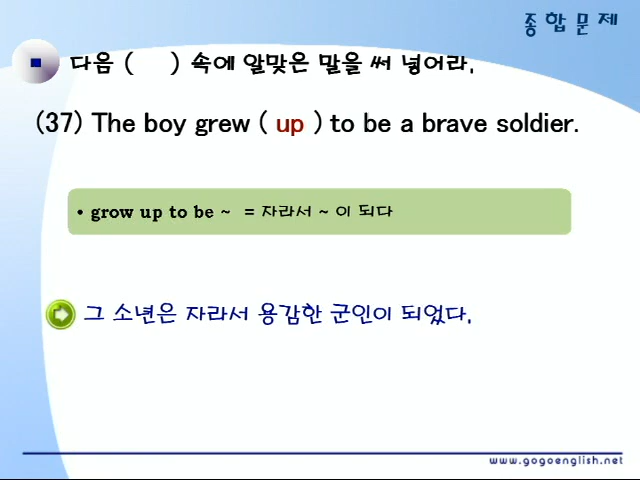 종합문제
다음 (    ) 속에 알맞은 말을 써 넣어라.
(37) The boy grew ( up ) to be a brave soldier.
• grow up to be ~ = 자라서 ~ 이 되다
그 소년은 자라서 용감한 군인이 되었다.
www.gogoenglish.net